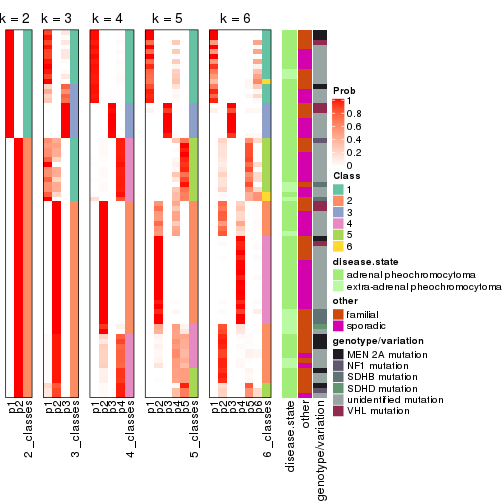 k = 2 k = 3 k = 4 k = 5 k = 6
Prob
1
0.8
0.6
0.4
0.2
0
Class
1
2
3
4
5
6
disease.state
adrenal pheochromocytoma
extra-adrenal pheochromocytoma
other
familial
sporadic
genotype/variation
MEN 2A mutation
NF1 mutation
SDHB mutation
SDHD mutation
unidentified mutation
VHL mutation
p1 p2 2_classes p1 p2 p3 3_classes p1 p2 p3 p4 4_classes p1 p2 p3 p4 p5 5_classes p1 p2 p3 p4 p5 p6 6_classes disease.state other genotype/variation